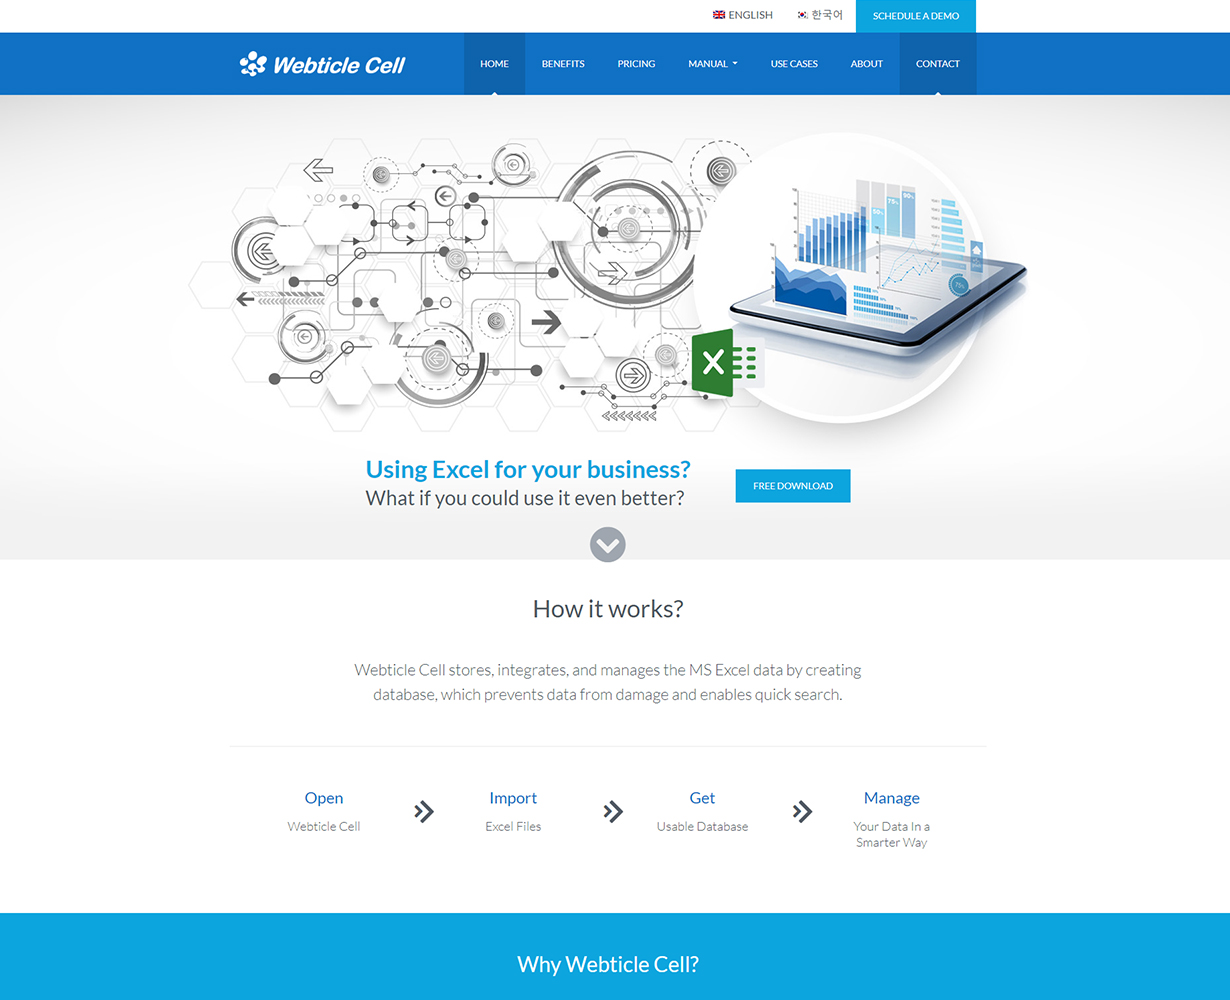 ENGLISH
한국어
SCHEDULE A DEMO
Webticle Cell
HOME
BENEFITS
PRICING
MANUAL
USE CASES
ABOUT
CONTACT
X
Using Excel for your business?
What if you could use it even better?
FREE DOWNLOAD
How it works?
Webticle Cell stores, integrates, and manages the MS Excel data by creating
database, which prevents data from damage and enables quick search.
Open
Webticle Cell
Import
Excel Files
Get
Usable Database
Manage
Your Data In a
Smarter Way
Why Webticle Cell?